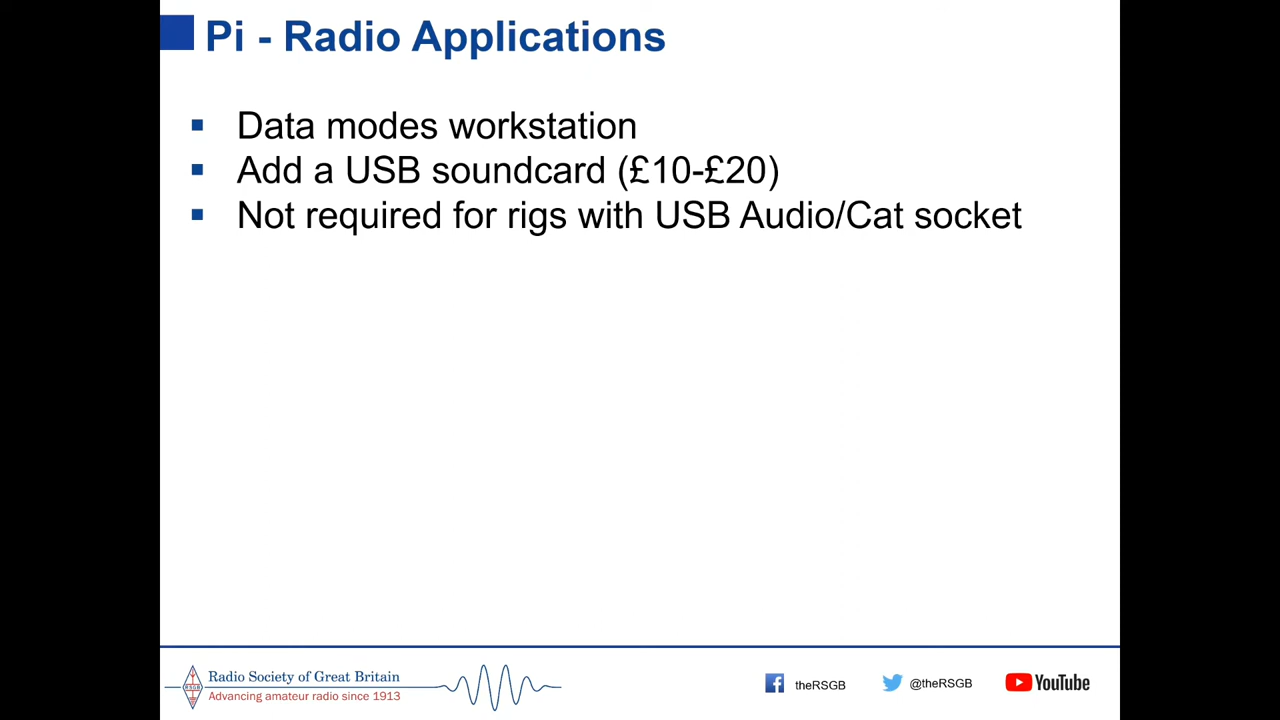 Pi - Radio Applications
Data modes workstation
Add a USB soundcard (£10-£20)
Not required for rigs with USB Audio/Cat socket
Radio Society of Great Britain
Advancing amateur radio since 1913
RSGB
theRSGB
@theRSGB
YouTube